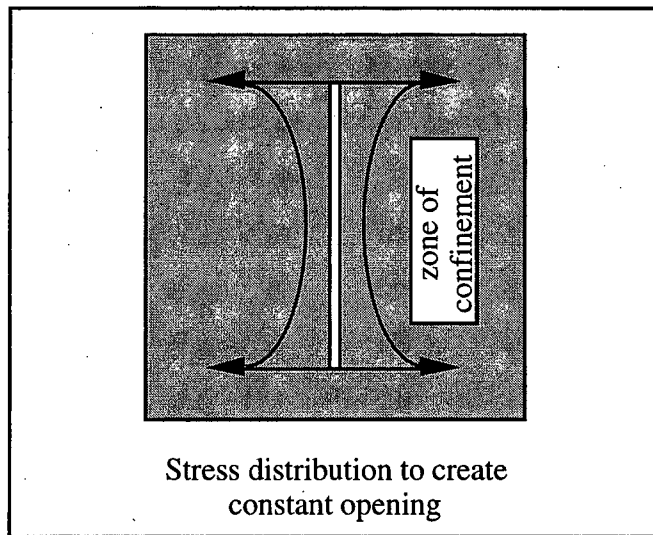 zone of
confinement
Stress distribution to create
constant opening